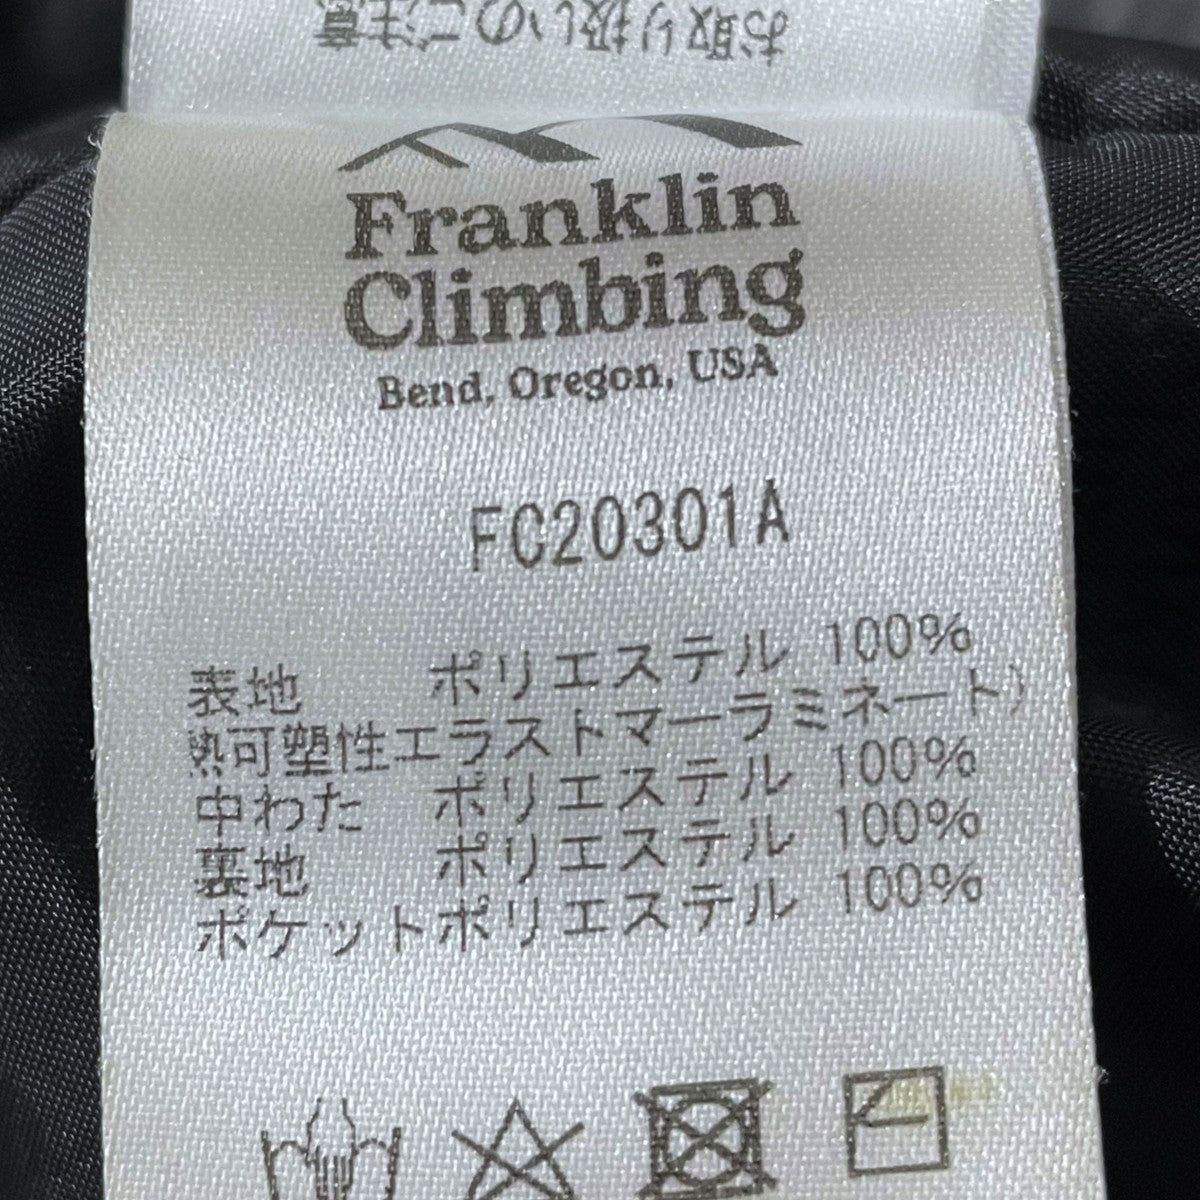 お取り扱いのご注意
Franklin
Climbing
Bend, Oregon, USA
FC20301A
表地 ポリエステル 100%
熱可塑性エラストマーラミネート)
中わた ポリエステル 100%
裏地 ポリエステル 100%
ポケット ポリエステル 100%